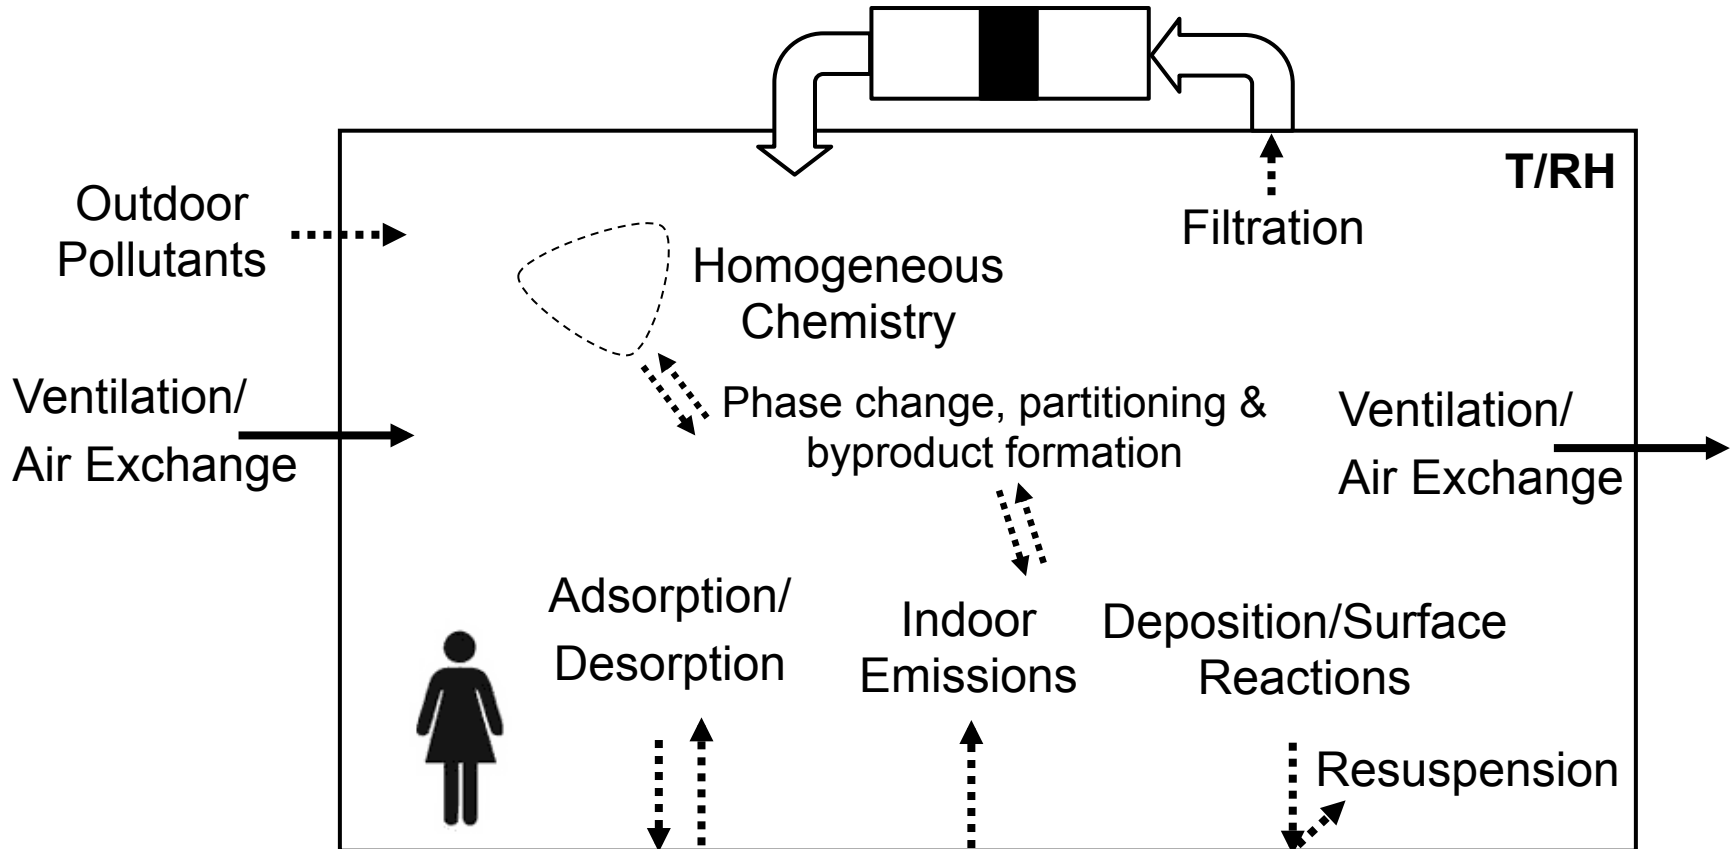 T/RH
Outdoor
Pollutants
Filtration
Homogeneous
Chemistry
Ventilation/
Air Exchange
Phase change, partitioning &
byproduct formation
Ventilation/
Air Exchange
Adsorption/
Desorption
Indoor
Emissions
Deposition/Surface
Reactions
Resuspension